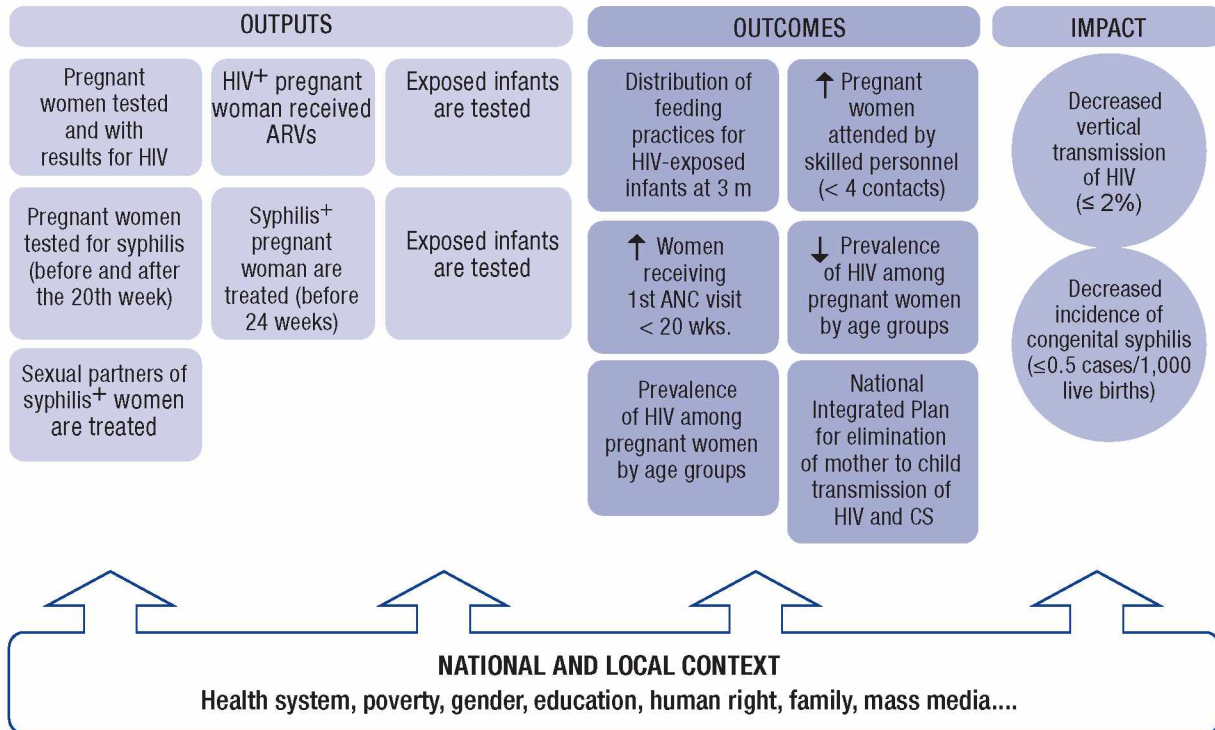 OUTPUTS
Pregnant
women tested
and with
results for HIV
HIV+ pregnant
woman received
ARVs
Exposed infants
are tested
Pregnant women
tested for syphilis
(before and after
the 20th week)
Syphilis+
pregnant
woman are
treated (before
24 weeks)
Exposed infants
are tested
Sexual partners of
syphilis+ women
are treated
OUTCOMES
Distribution of
feeding
practices for
HIV-exposed
infants at 3 m
↑ Pregnant
women
attended by
skilled personnel
(< 4 contacts)
↑ Women
receiving
1st ANC visit
< 20 wks.
↓ Prevalence
of HIV among
pregnant women
by age groups
Prevalence
of HIV among
pregnant women
by age groups
National
Integrated Plan
for elimination
of mother to child
transmission of
HIV and CS
IMPACT
Decreased
vertical
transmission
of HIV
(≤ 2%)
Decreased
incidence of
congenital syphilis
(≤0.5 cases/1,000
live births)
NATIONAL AND LOCAL CONTEXT
Health system, poverty, gender, education, human right, family, mass media....